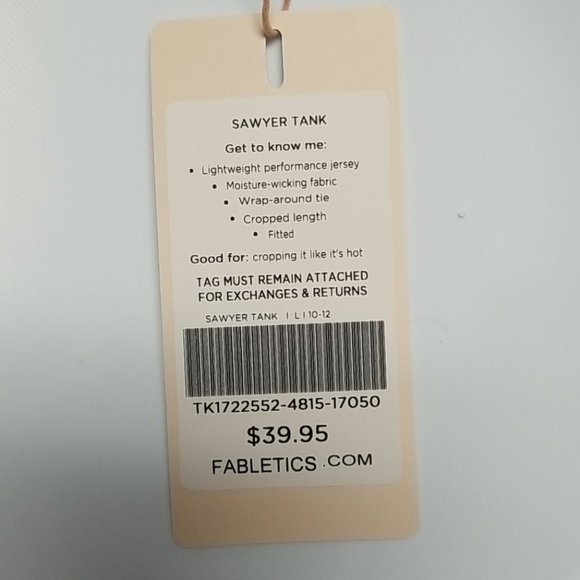 SAWYER TANK
Get to know me:
• Lightweight performance jersey
• Moisture-wicking fabric
• Wrap-around tie
• Cropped length
• Fitted
Good for: cropping it like it's hot
TAG MUST REMAIN ATTACHED
FOR EXCHANGES & RETURNS
SAWYER TANK | L | 10-12
TK1722552-4815-17050
$39.95
FABLETICS.COM